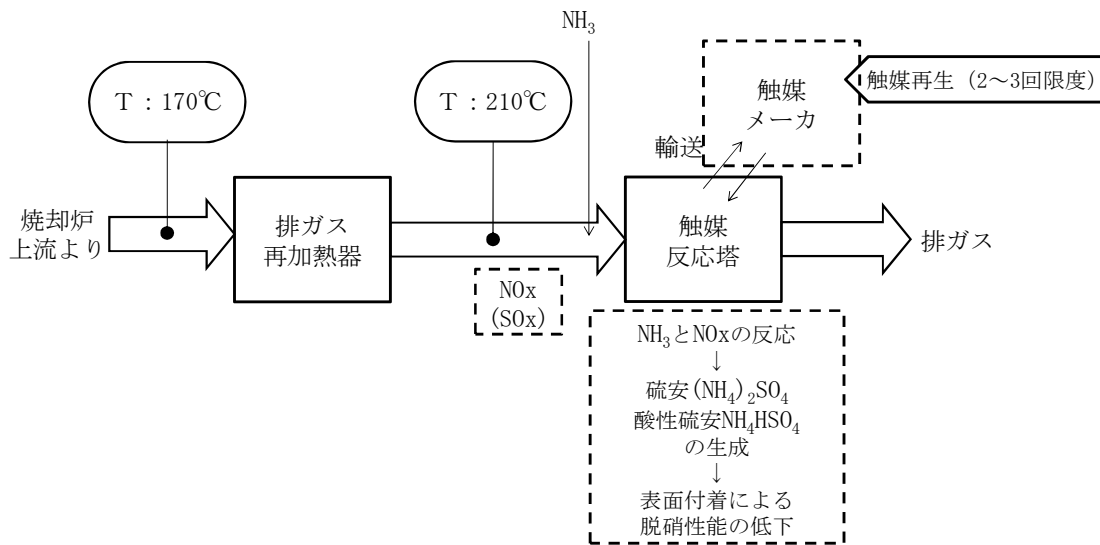 NH3
T：170℃
T：210℃
触媒
メーカ
触媒再生（2～3回限度）
輸送
焼却炉
上流より
排ガス
再加熱器
触媒
反応塔
排ガス
NOx
(SOx)
NH3とNOxの反応
↓
硫安(NH4)2SO4
酸性硫安NH4HSO4
の生成
↓
表面付着による
脱硝性能の低下